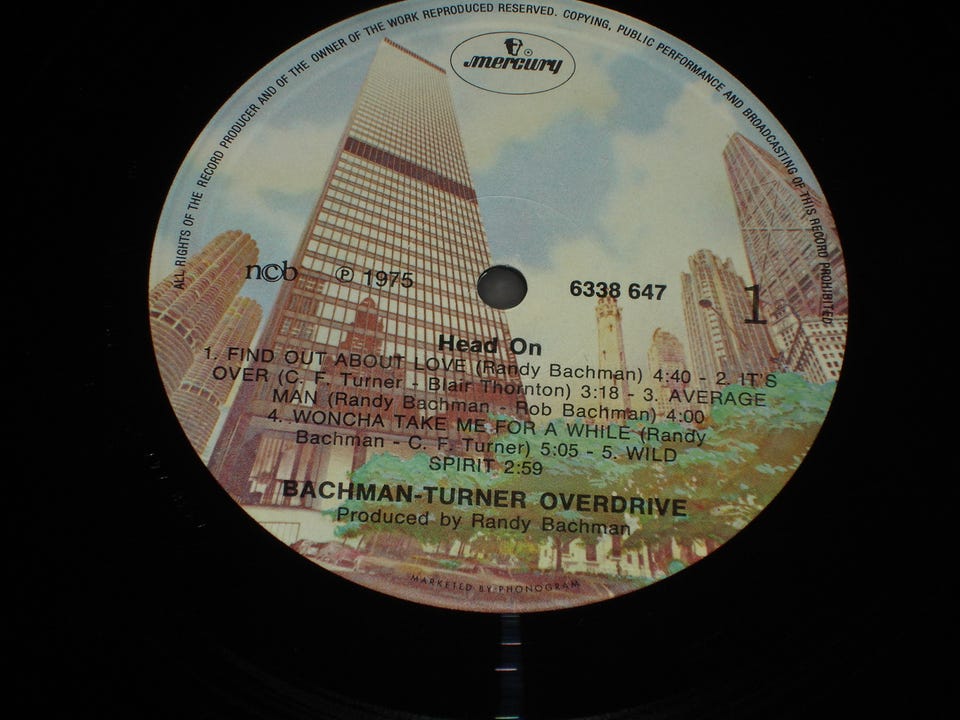 ALL RIGHTS OF THE RECORD PRODUCER AND OF THE OWNER OF THE WORK REPRODUCED RESERVED. COPYING, PUBLIC PERFORMANCE AND BROADCASTING OF THIS RECORD PROHIBITED
mercury
ncb ℗ 1975 6338 647 1
Head On
1. FIND OUT ABOUT LOVE (Randy Bachman) 4:40 - 2. IT'S
OVER (C. F. Turner - Blair Thornton) 3:18 - 3. AVERAGE
MAN (Randy Bachman - Rob Bachman) 4:00
4. WONCHA TAKE ME FOR A WHILE (Randy
Bachman - C. F. Turner) 5:05 - 5. WILD
SPIRIT 2:59
BACHMAN-TURNER OVERDRIVE
Produced by Randy Bachman
MARKETED BY PHONOGRAM